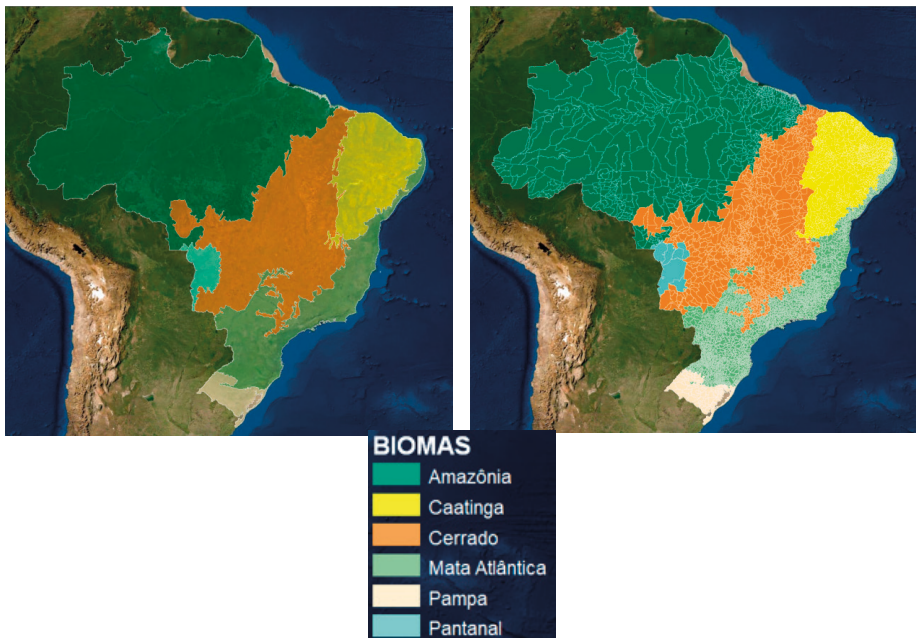 BIOMAS
Amazônia
Caatinga
Cerrado
Mata Atlântica
Pampa
Pantanal